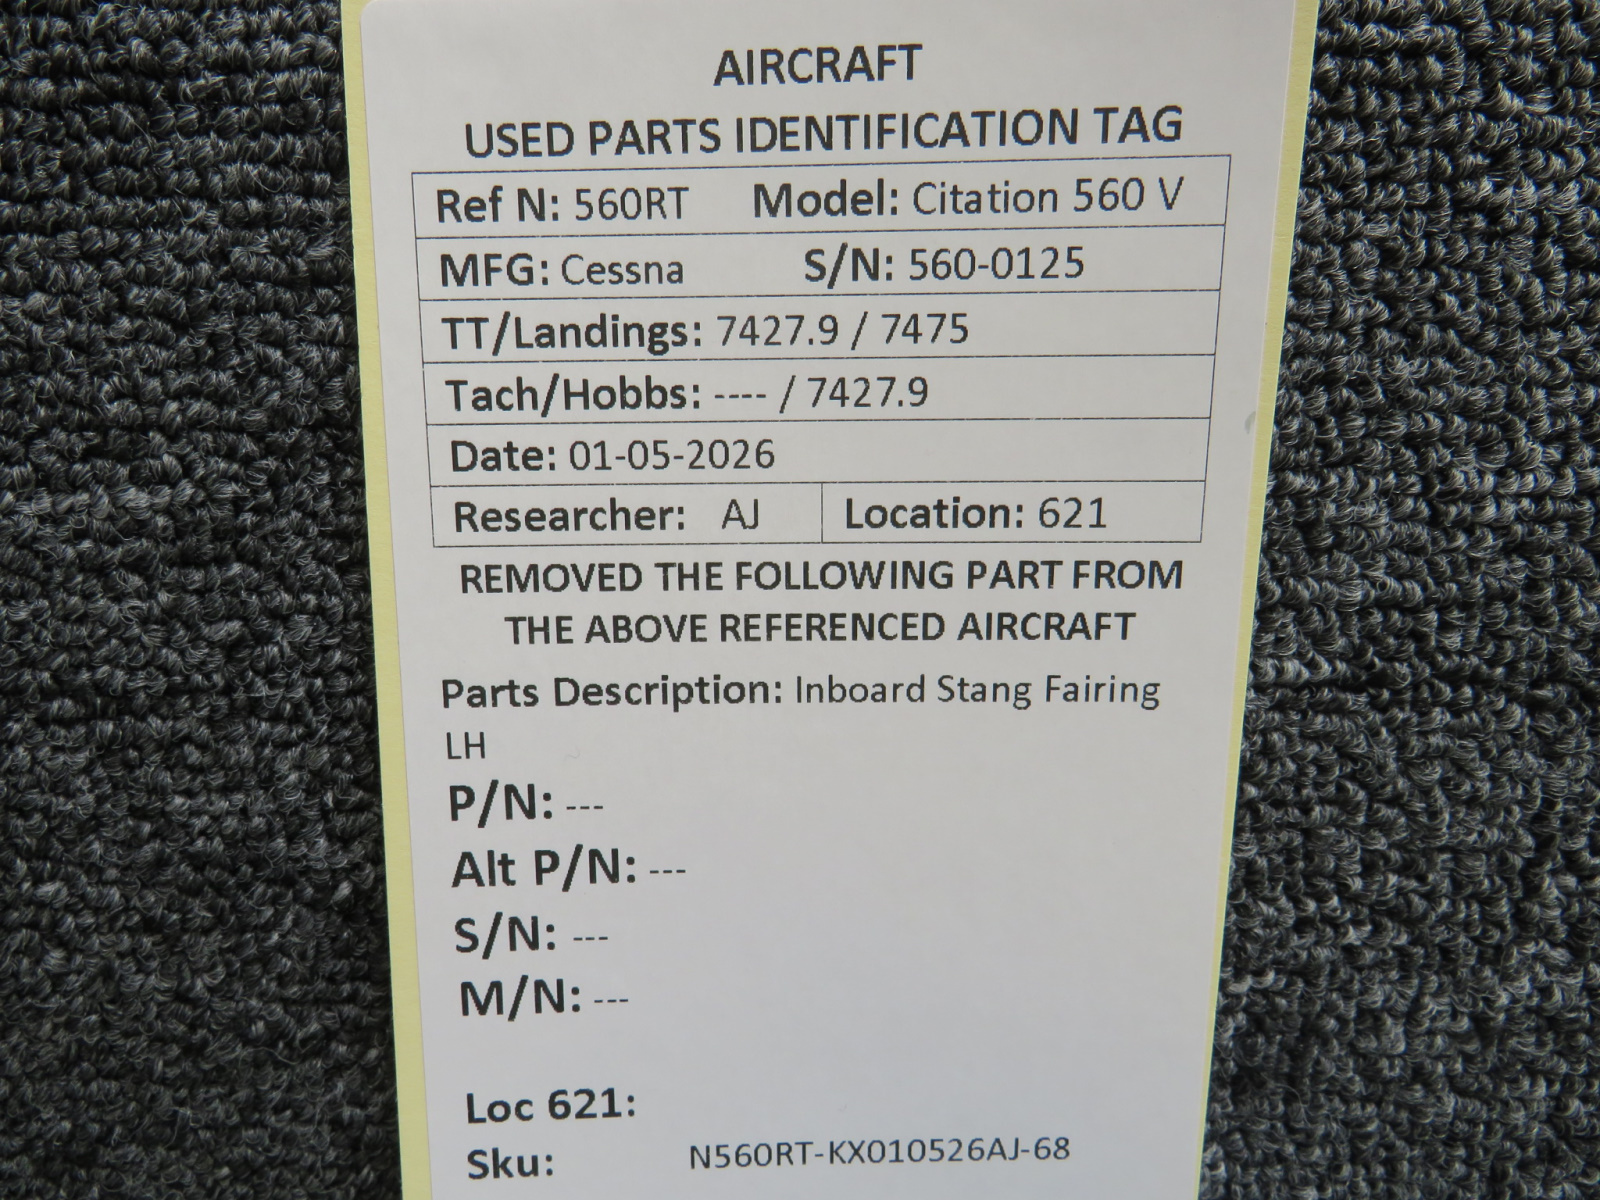 AIRCRAFT
USED PARTS IDENTIFICATION TAG
Ref N: 560RT Model: Citation 560 V
MFG: Cessna S/N: 560-0125
TT/Landings: 7427.9 / 7475
Tach/Hobbs: ---- / 7427.9
Date: 01-05-2026
Researcher: AJ Location: 621
REMOVED THE FOLLOWING PART FROM
THE ABOVE REFERENCED AIRCRAFT
Parts Description: Inboard Stang Fairing
LH
P/N: ---
Alt P/N: ---
S/N: ---
M/N: ---
Loc 621:
Sku: N560RT-KX010526AJ-68